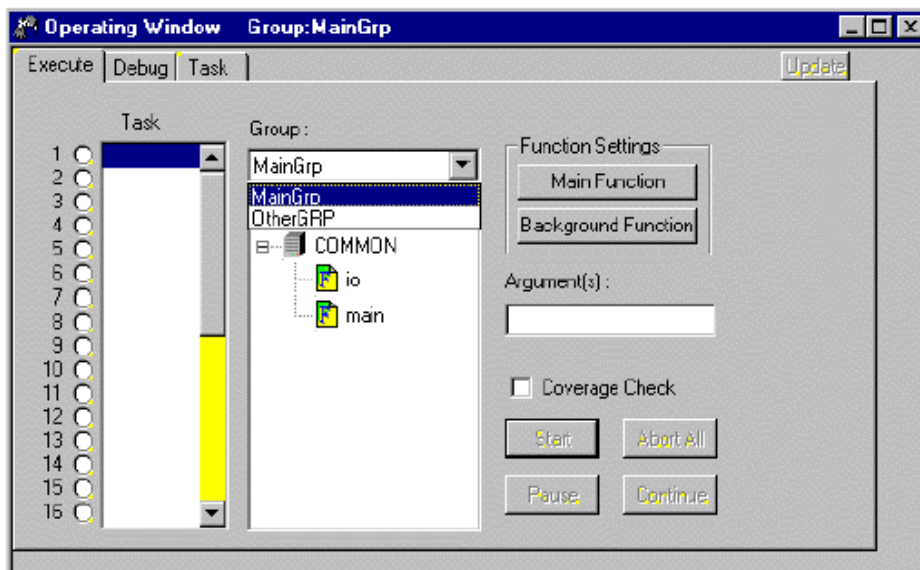 Operating Window Group:MainGrp
Execute Debug Task Update
Task
Group :
1
2
3
4
5
6
7
8
9
10
11
12
13
14
15
16
MainGrp
MainGrp
OtherGRP
COMMON
io
main
Function Settings
Main Function
Background Function
Argument(s) :
Coverage Check
Start Abort All
Pause Continue